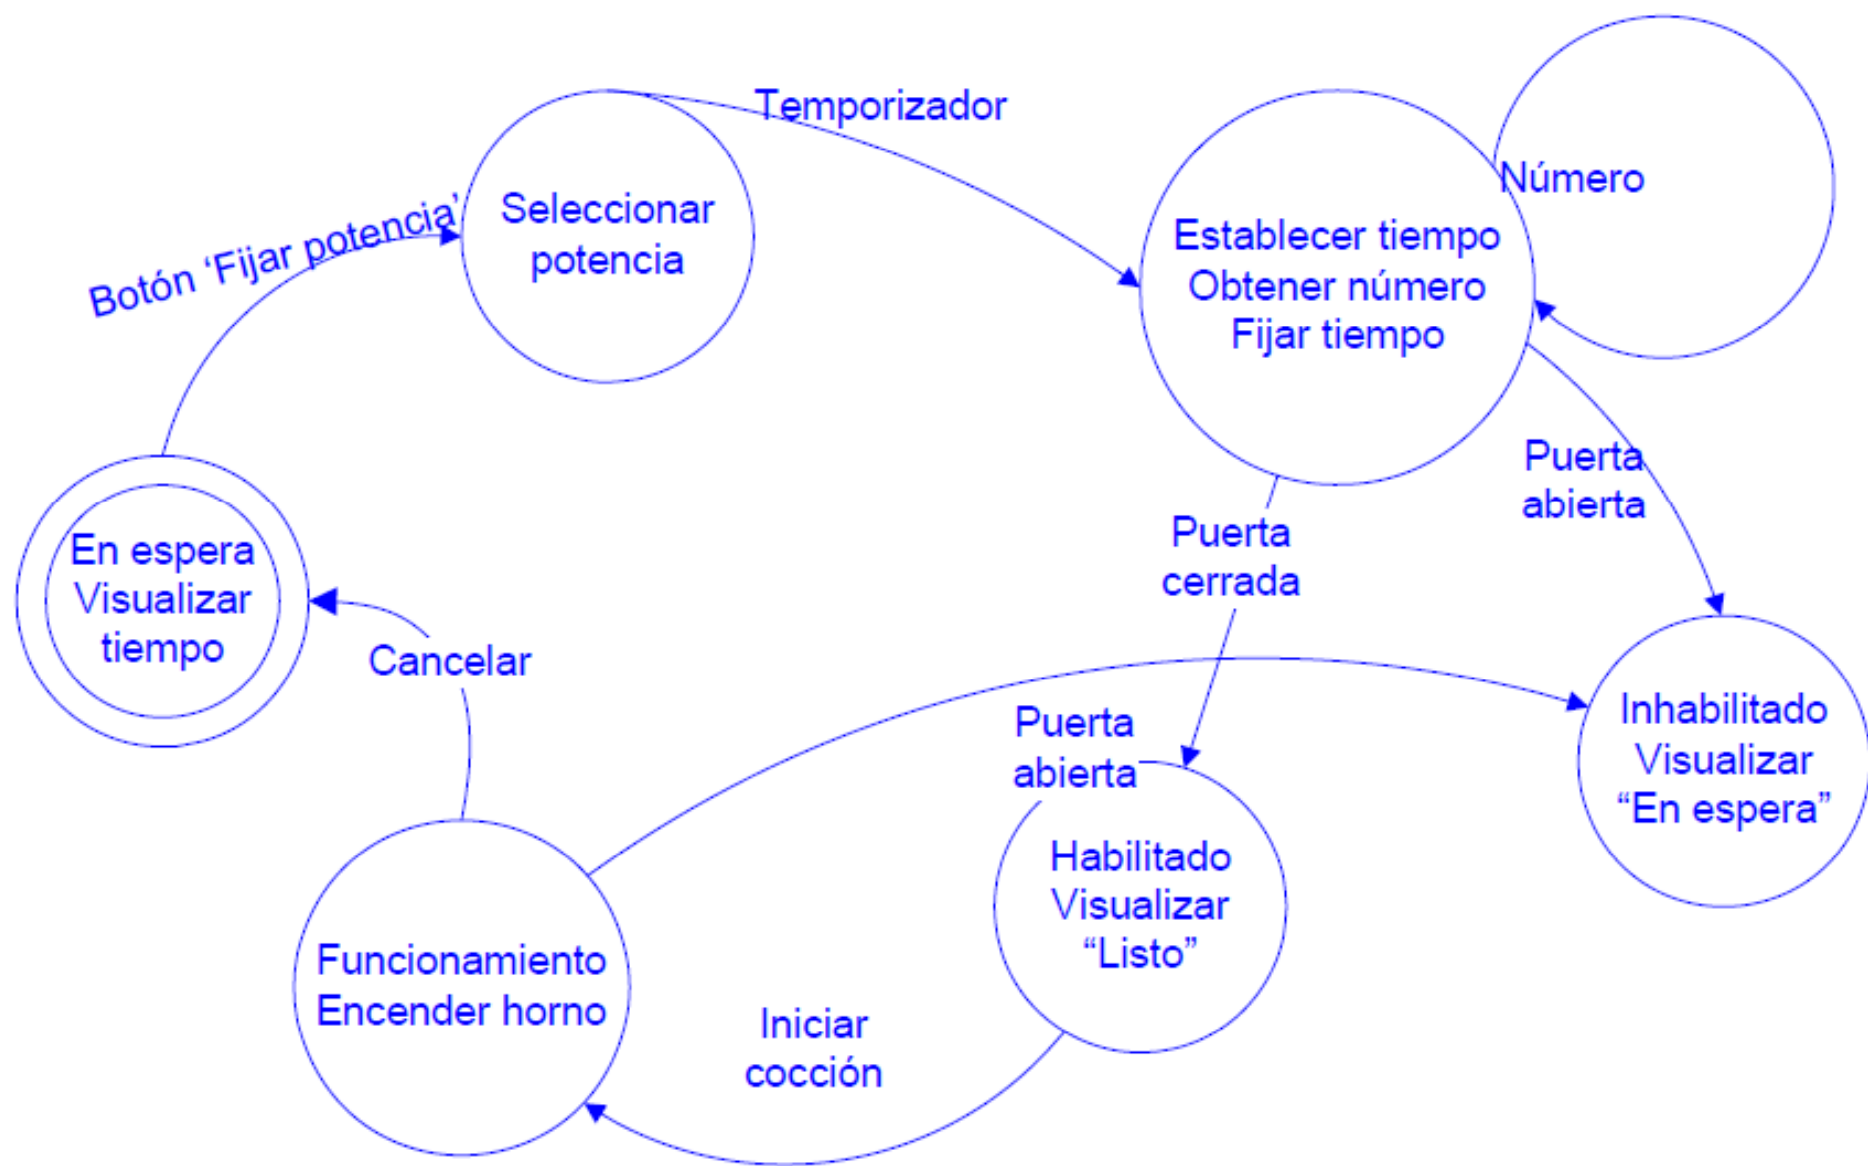 Temporizador
Número
Seleccionar
potencia
Botón ‘Fijar potencia’
Establecer tiempo
Obtener número
Fijar tiempo
Puerta
abierta
Puerta
cerrada
En espera
Visualizar
tiempo
Cancelar
Puerta
abierta
Inhabilitado
Visualizar
“En espera”
Habilitado
Visualizar
“Listo”
Funcionamiento
Encender horno
Iniciar
cocción